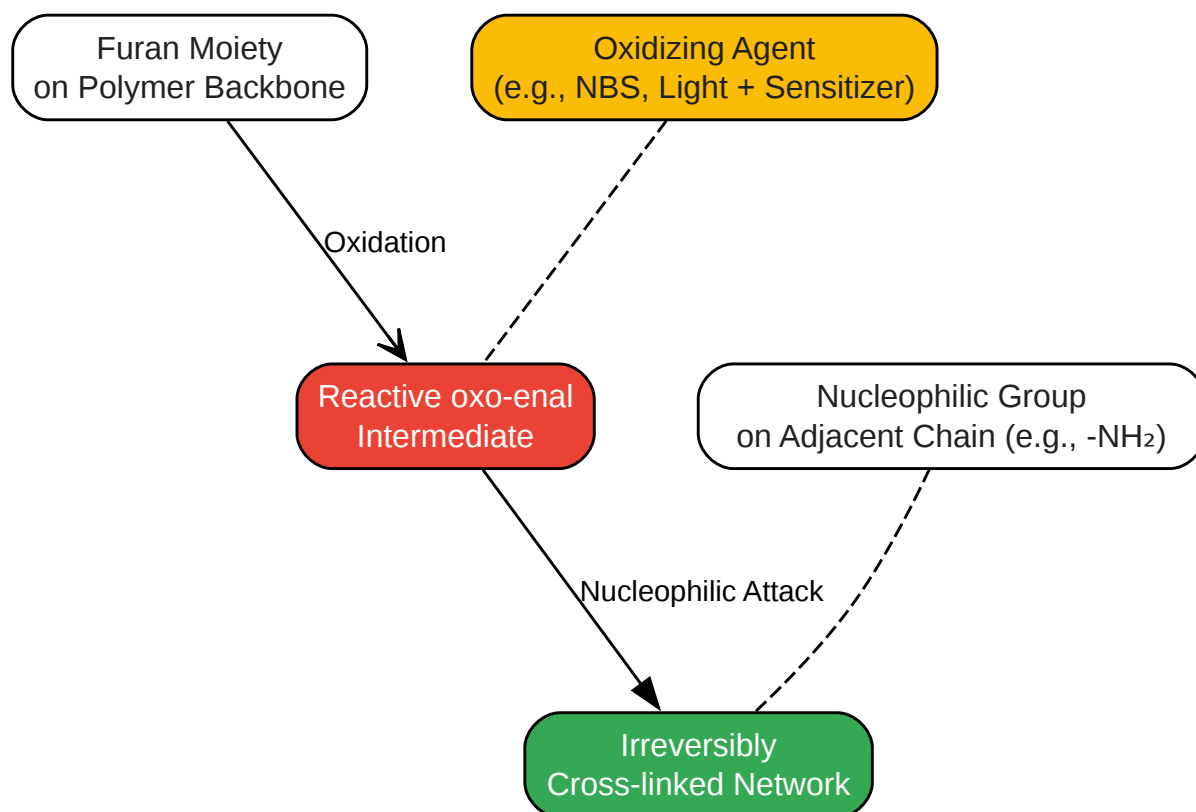 Furan Moiety
on Polymer Backbone
Oxidizing Agent
(e.g., NBS, Light + Sensitizer)
Oxidation
Reactive oxo-enal
Intermediate
Nucleophilic Group
on Adjacent Chain (e.g., -NH₂)
Nucleophilic Attack
Irreversibly
Cross-linked Network